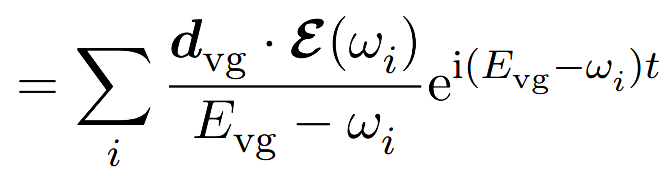 = \sum_i \frac{\boldsymbol{d}_{\mathrm{vg}} \cdot \boldsymbol{\mathcal{E}}(\omega_i)}{E_{\mathrm{vg}} - \omega_i} \mathrm{e}^{\mathrm{i}(E_{\mathrm{vg}} - \omega_i)t}